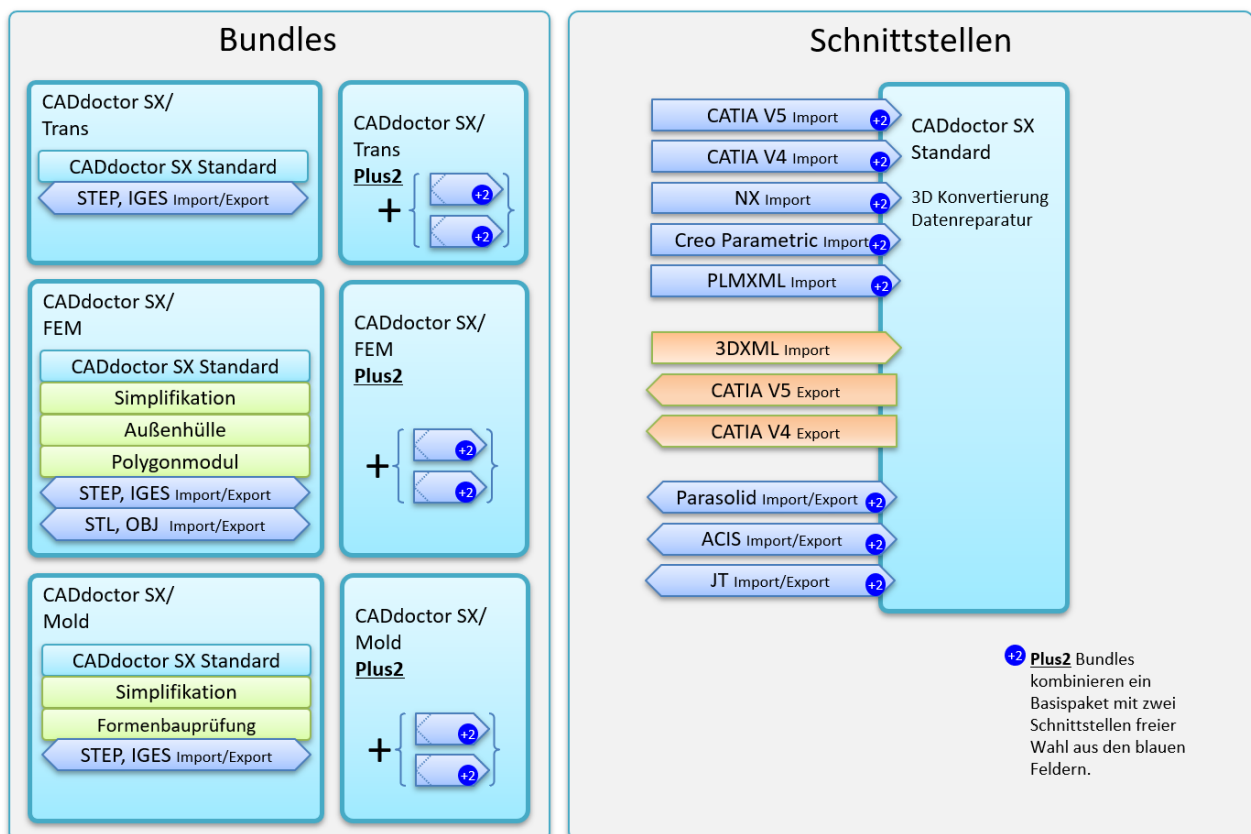 Bundles
CADdoctor SX/
Trans
CADdoctor SX Standard
STEP, IGES Import/Export
CADdoctor SX/
Trans
Plus2
+
+2
+2
CADdoctor SX/
FEM
CADdoctor SX Standard
Simplifikation
Außenhülle
Polygonmodul
STEP, IGES Import/Export
STL, OBJ Import/Export
CADdoctor SX/
FEM
Plus2
+
+2
+2
CADdoctor SX/
Mold
CADdoctor SX Standard
Simplifikation
Formenbauprüfung
STEP, IGES Import/Export
CADdoctor SX/
Mold
Plus2
+
+2
+2
Schnittstellen
CATIA V5 Import +2
CATIA V4 Import +2
NX Import +2
Creo Parametric Import +2
PLMXML Import +2
3DXML Import
CATIA V5 Export
CATIA V4 Export
Parasolid Import/Export +2
ACIS Import/Export +2
JT Import/Export +2
CADdoctor SX
Standard
3D Konvertierung
Datenreparatur
+2 Plus2 Bundles
kombinieren ein
Basispaket mit zwei
Schnittstellen freier
Wahl aus den blauen
Feldern.